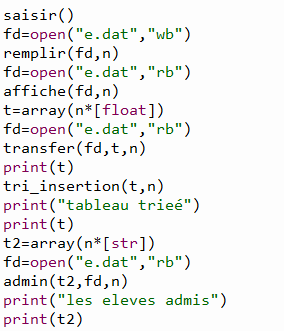 saisir()
fd=open("e.dat","wb")
remplir(fd,n)
fd=open("e.dat","rb")
affiche(fd,n)
t=array(n*[float])
fd=open("e.dat","rb")
transfer(fd,t,n)
print(t)
tri_insertion(t,n)
print("tableau trieé")
print(t)
t2=array(n*[str])
fd=open("e.dat","rb")
admin(t2,fd,n)
print("les eleves admis")
print(t2)